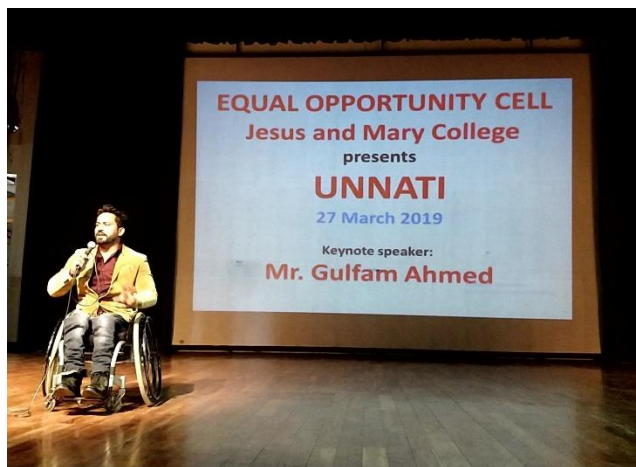 EQUAL OPPORTUNITY CELL
Jesus and Mary College
presents
UNNATI
27 March 2019
Keynote speaker:
Mr. Gulfam Ahmed